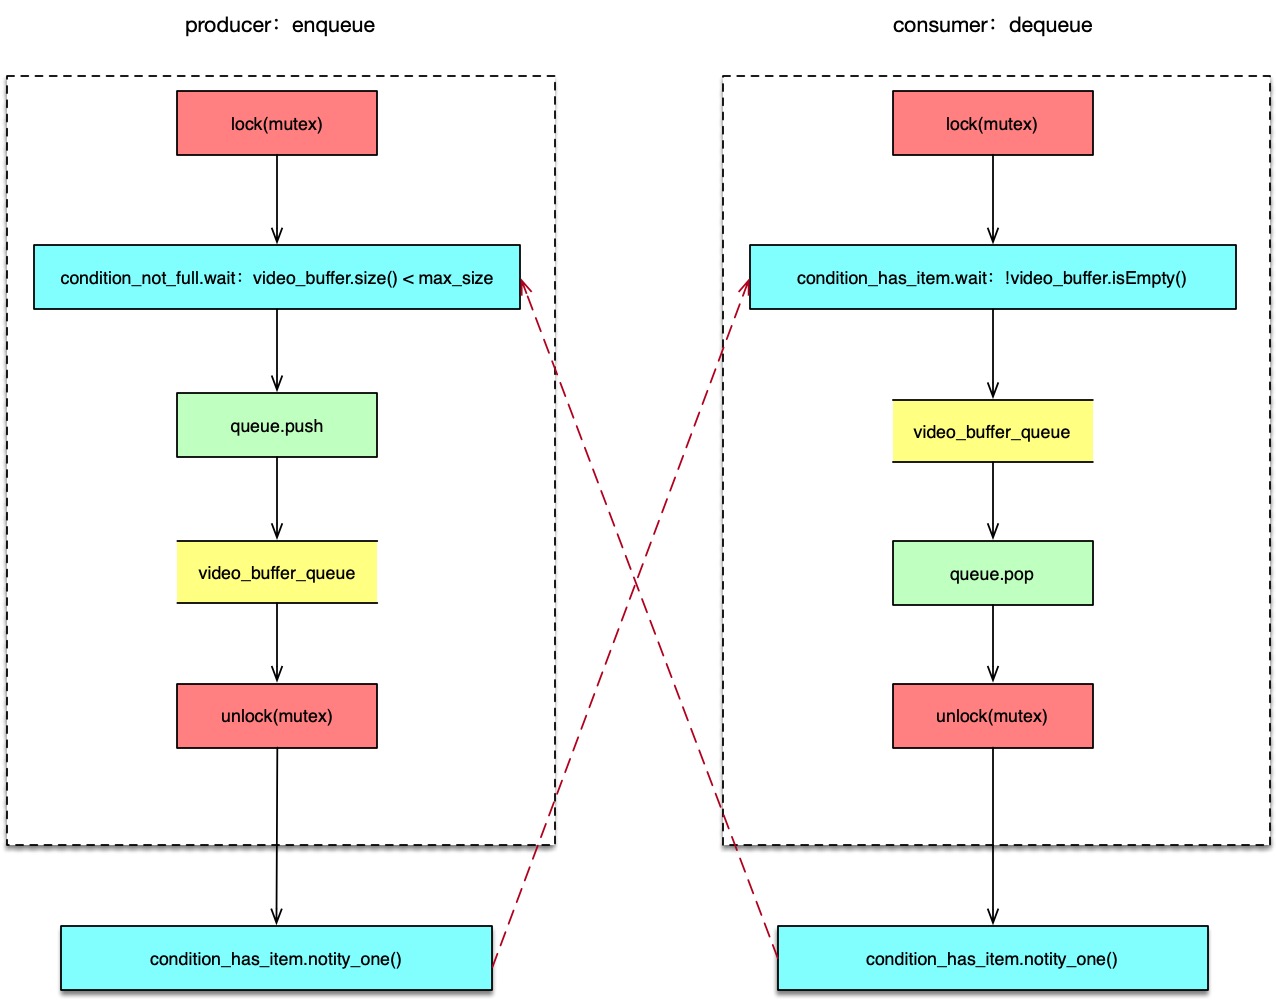 producer：enqueue
lock(mutex)
condition_not_full.wait：video_buffer.size() < max_size
queue.push
video_buffer_queue
unlock(mutex)
condition_has_item.notity_one()
consumer：dequeue
lock(mutex)
condition_has_item.wait：!video_buffer.isEmpty()
video_buffer_queue
queue.pop
unlock(mutex)
condition_has_item.notity_one()